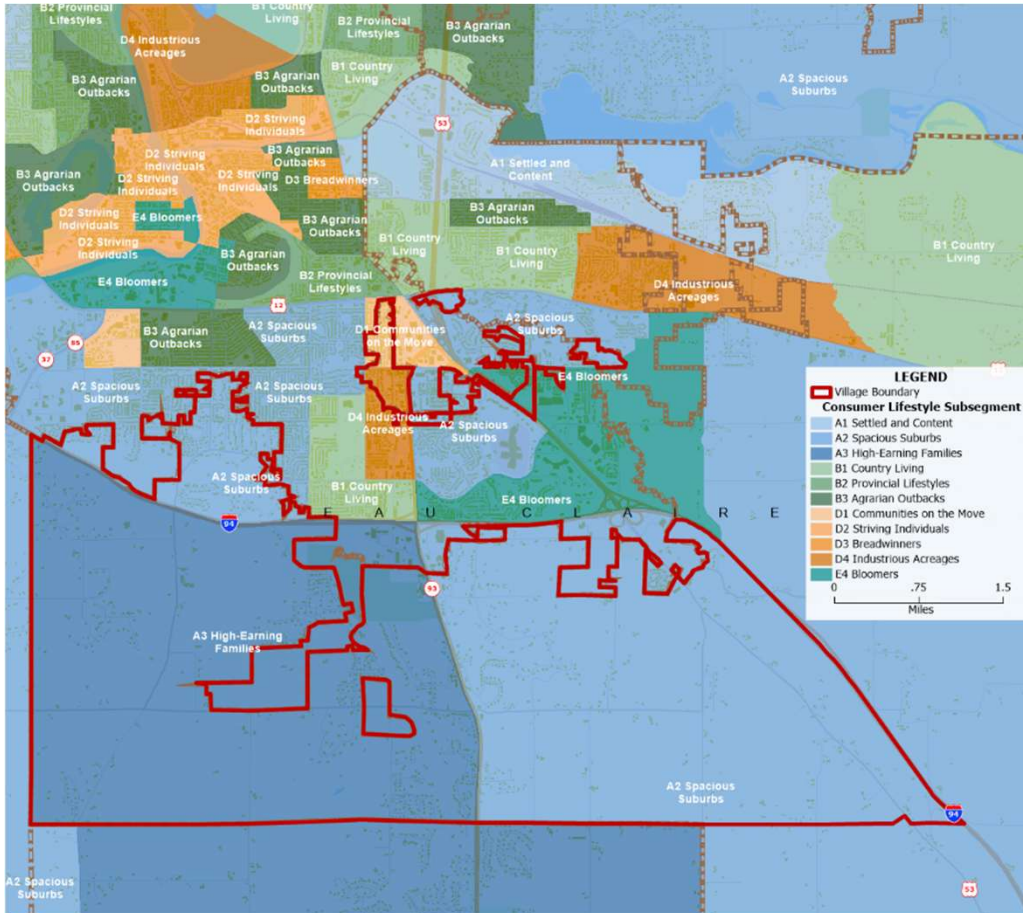 B2 Provincial
Lifestyles
B1 Country
Living
B2 Provincial
Lifestyles
B3 Agrarian
Outbacks
D4 Industrious
Acreages
B1 Country
Living
B3 Agrarian
Outbacks
B3 Agrarian
Outbacks
A2 Spacious
Suburbs
53
D2 Striving
Individuals
D2 Striving
Individuals
B3 Agrarian
Outbacks
A1 Settled and
Content
B3 Agrarian
Outbacks
D2 Striving
Individuals
D2 Striving
Individuals
D3 Breadwinners
D2 Striving
Individuals
E4 Bloomers
B3 Agrarian
Outbacks
B3 Agrarian
Outbacks
D2 Striving
Individuals
B1 Country
Living
B1 Country
Living
B1 Country
Living
B3 Agrarian
Outbacks
E4 Bloomers
B2 Provincial
Lifestyles
D4 Industrious
Acreages
12
D1 Communities
on the Move
A2 Spacious
Suburbs
A2 Spacious
Suburbs
B3 Agrarian
Outbacks
85
37
E4 Bloomers
A2 Spacious
Suburbs
A2 Spacious
Suburbs
D4 Industrious
Acreages
A2 Spacious
Suburbs
A2 Spacious
Suburbs
B1 Country
Living
E4 Bloomers
EAU CLAIRE
94
93
A3 High-Earning
Families
A2 Spacious
Suburbs
94
A2 Spacious
Suburbs
53
LEGEND
Village Boundary
Consumer Lifestyle Subsegment
A1 Settled and Content
A2 Spacious Suburbs
A3 High-Earning Families
B1 Country Living
B2 Provincial Lifestyles
B3 Agrarian Outbacks
D1 Communities on the Move
D2 Striving Individuals
D3 Breadwinners
D4 Industrious Acreages
E4 Bloomers
0 .75 1.5
Miles